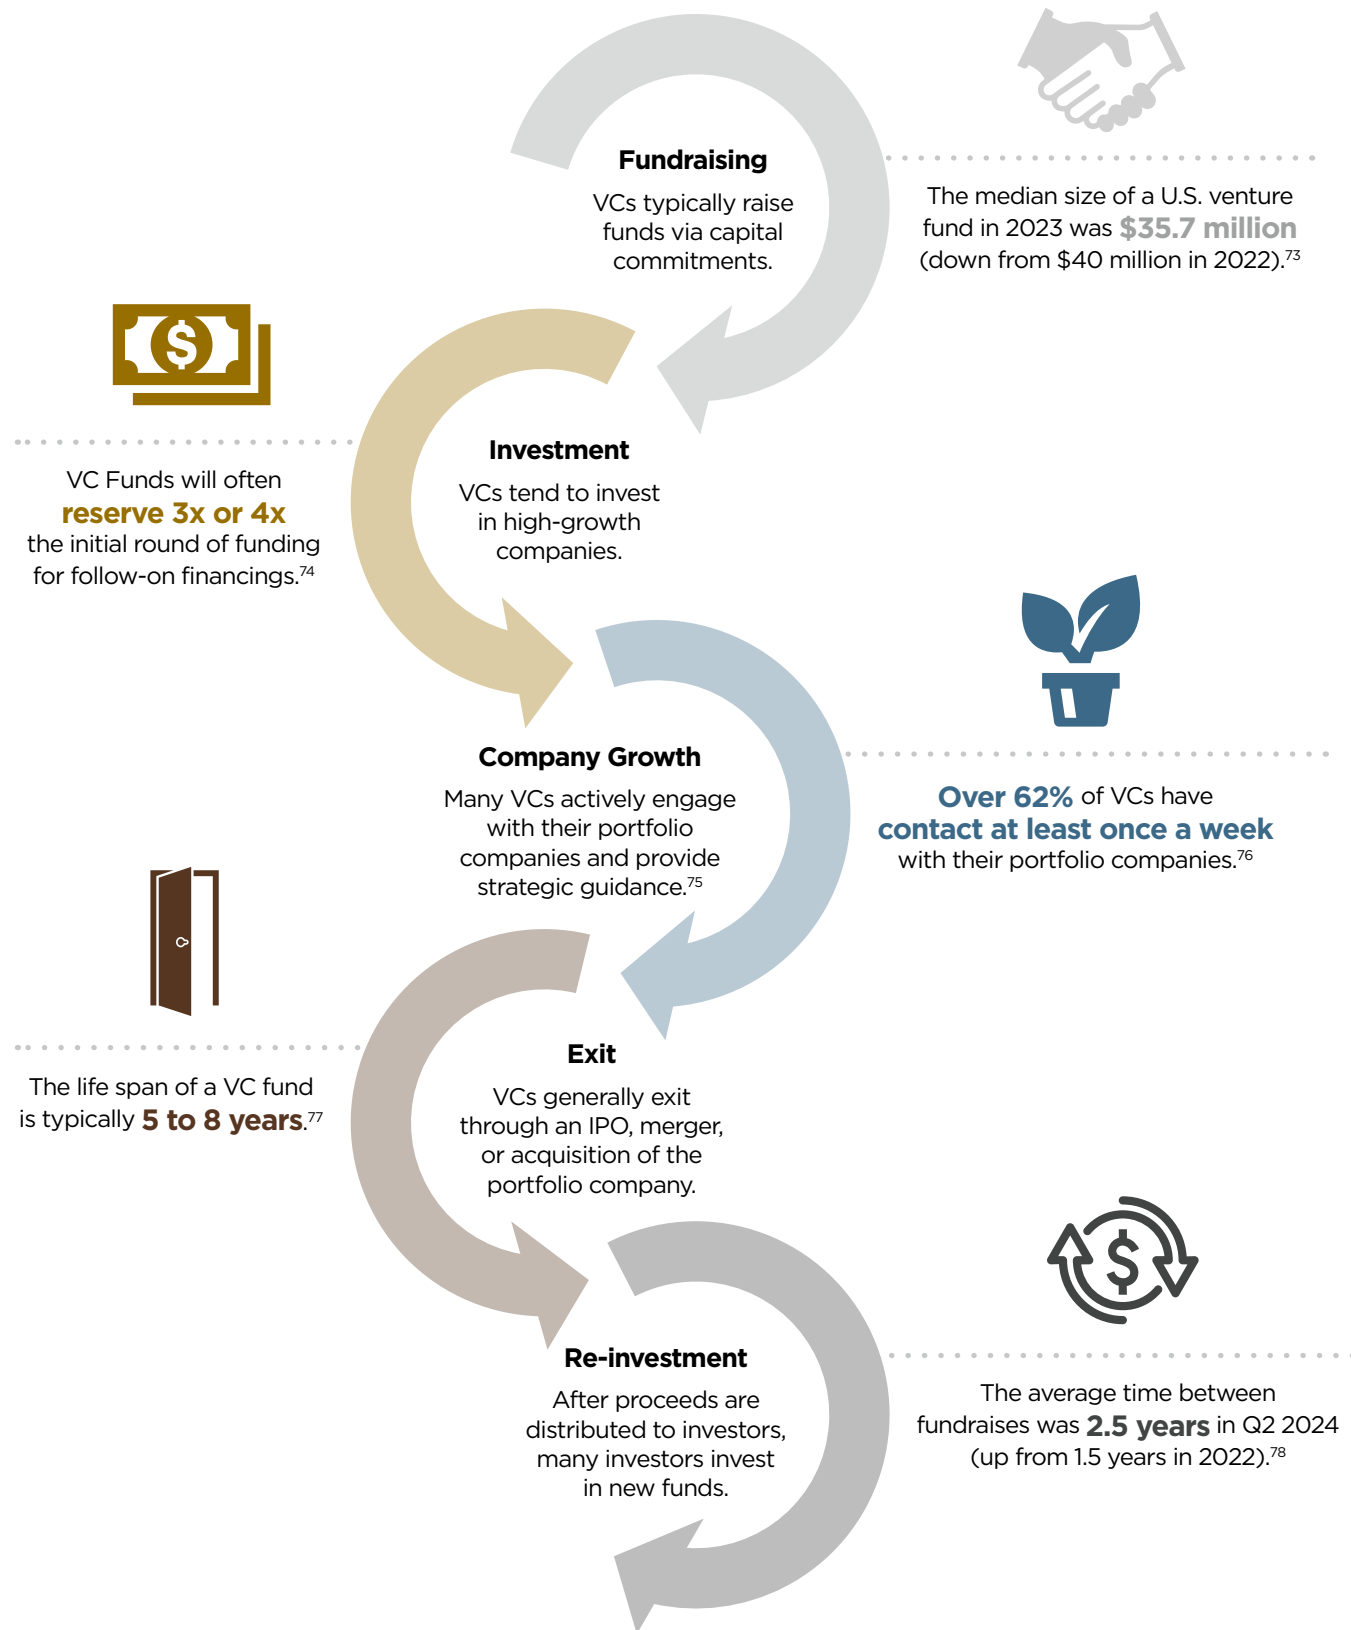 Fundraising
VCs typically raise
funds via capital
commitments.
The median size of a U.S. venture
fund in 2023 was $35.7 million
(down from $40 million in 2022).73
Investment
VCs tend to invest
in high-growth
companies.
VC Funds will often
reserve 3x or 4x
the initial round of funding
for follow-on financings.74
Company Growth
Many VCs actively engage
with their portfolio
companies and provide
strategic guidance.75
Over 62% of VCs have
contact at least once a week
with their portfolio companies.76
Exit
VCs generally exit
through an IPO, merger,
or acquisition of the
portfolio company.
The life span of a VC fund
is typically 5 to 8 years.77
Re-investment
After proceeds are
distributed to investors,
many investors invest
in new funds.
The average time between
fundraises was 2.5 years in Q2 2024
(up from 1.5 years in 2022).78